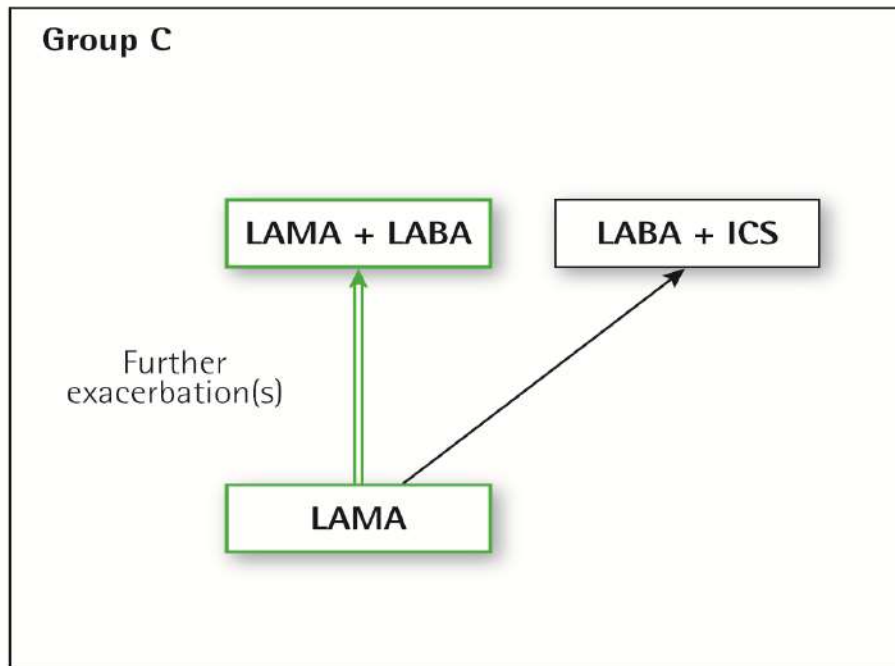 Group C
LAMA + LABA
LABA + ICS
Further
exacerbation(s)
LAMA